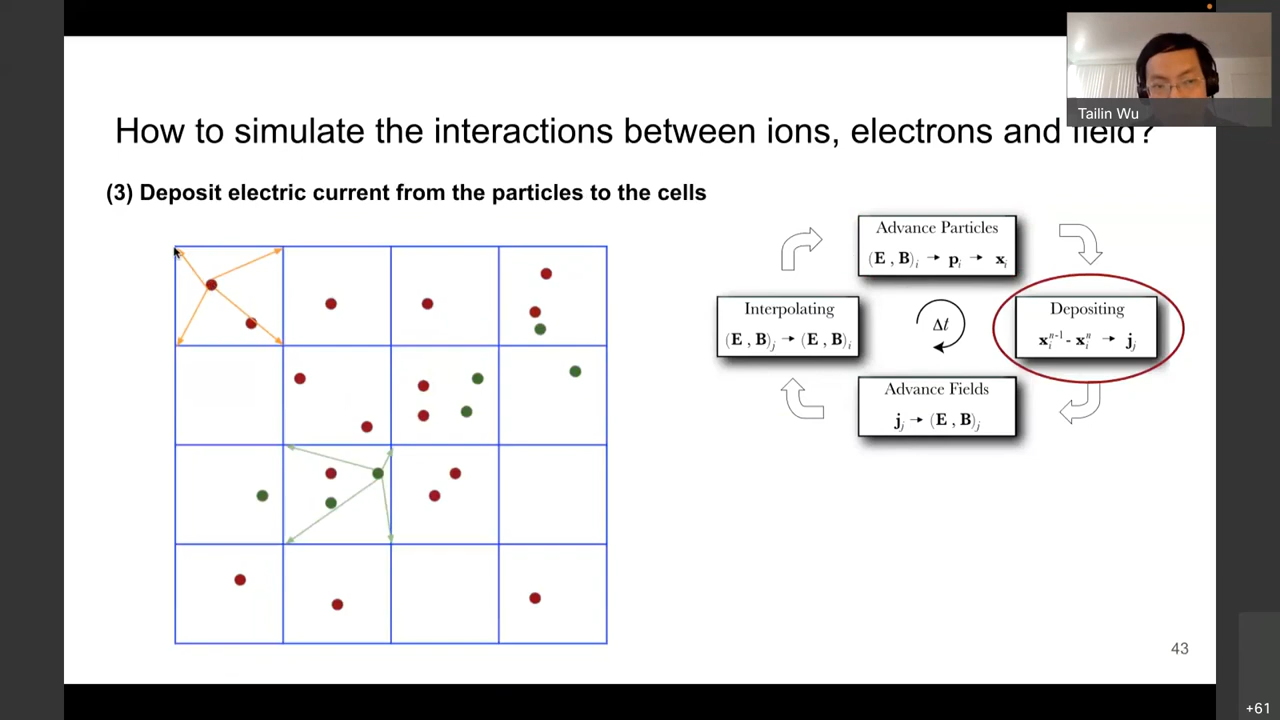 Tailin Wu
How to simulate the interactions between ions, electrons and field?
(3) Deposit electric current from the particles to the cells
Advance Particles
(E , B)ᵢ → pᵢ → xᵢ
Interpolating
(E , B)ⱼ → (E , B)ᵢ
Δt
Depositing
xᵢⁿ⁻¹ - xᵢⁿ → jⱼ
Advance Fields
jⱼ → (E , B)ⱼ
43
+61